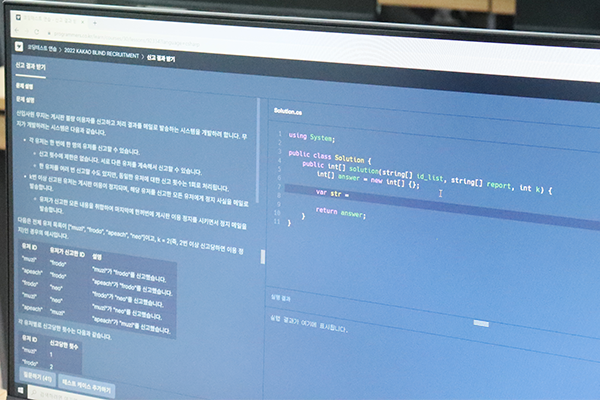 코딩테스트 연습 > 2022 KAKAO BLIND RECRUITMENT > 신고 결과 받기
신고 결과 받기
문제 설명
문제 설명
신입사원 무지는 게시판 불량 이용자를 신고하고 처리 결과를 메일로 발송하는 시스템을 개발하려 합니다. 무
지가 개발하려는 시스템은 다음과 같습니다.
• 각 유저는 한 번에 한 명의 유저를 신고할 수 있습니다.
◦ 신고 횟수에 제한은 없습니다. 서로 다른 유저를 계속해서 신고할 수 있습니다.
◦ 한 유저를 여러 번 신고할 수도 있지만, 동일한 유저에 대한 신고 횟수는 1회로 처리됩니다.
• k번 이상 신고된 유저는 게시판 이용이 정지되며, 해당 유저를 신고한 모든 유저에게 정지 사실을 메일로
발송합니다.
◦ 유저가 신고한 모든 내용을 취합하여 마지막에 한꺼번에 게시판 이용 정지를 시키면서 정지 메일을
발송합니다.
다음은 전체 유저 목록이 ["muzi", "frodo", "apeach", "neo"]이고, k = 2(즉, 2번 이상 신고당하면 이용 정
지)인 경우의 예시입니다.
유저 ID 유저가 신고한 ID 설명
"muzi" "frodo" "muzi"가 "frodo"를 신고했습니다.
"apeach" "frodo" "apeach"가 "frodo"를 신고했습니다.
"frodo" "neo" "frodo"가 "neo"를 신고했습니다.
"muzi" "neo" "muzi"가 "neo"를 신고했습니다.
"apeach" "muzi" "apeach"가 "muzi"를 신고했습니다.
각 유저별로 신고당한 횟수는 다음과 같습니다.
유저 ID 신고당한 횟수
"muzi" 1
"frodo" 2
질문하기 (41) 테스트 케이스 추가하기
Solution.cs
1 using System;
2
3 public class Solution {
4 public int[] solution(string[] id_list, string[] report, int k) {
5 int[] answer = new int[] {};
6
7 var str =
8
9 return answer;
10 }
11 }
실행 결과
실행 결과가 여기에 표시됩니다.